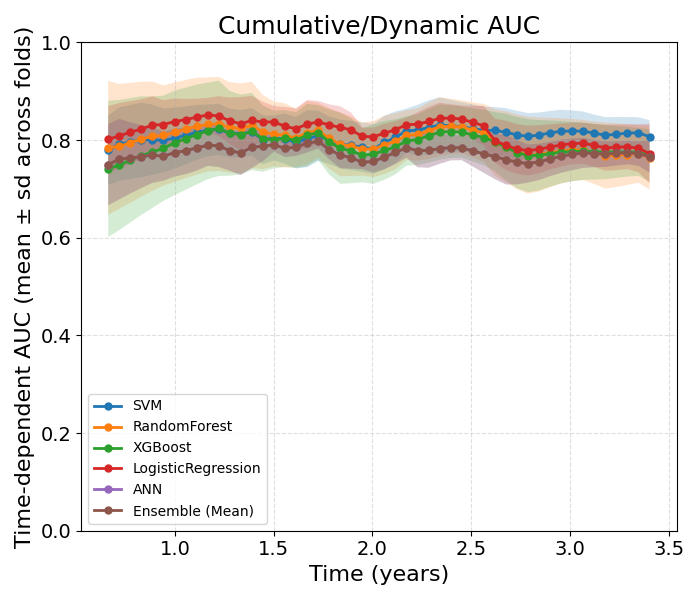 Cumulative/Dynamic AUC
Time-dependent AUC (mean ± sd across folds)
1.0
0.8
0.6
0.4
0.2
0.0
SVM
RandomForest
XGBoost
LogisticRegression
ANN
Ensemble (Mean)
1.0 1.5 2.0 2.5 3.0 3.5
Time (years)